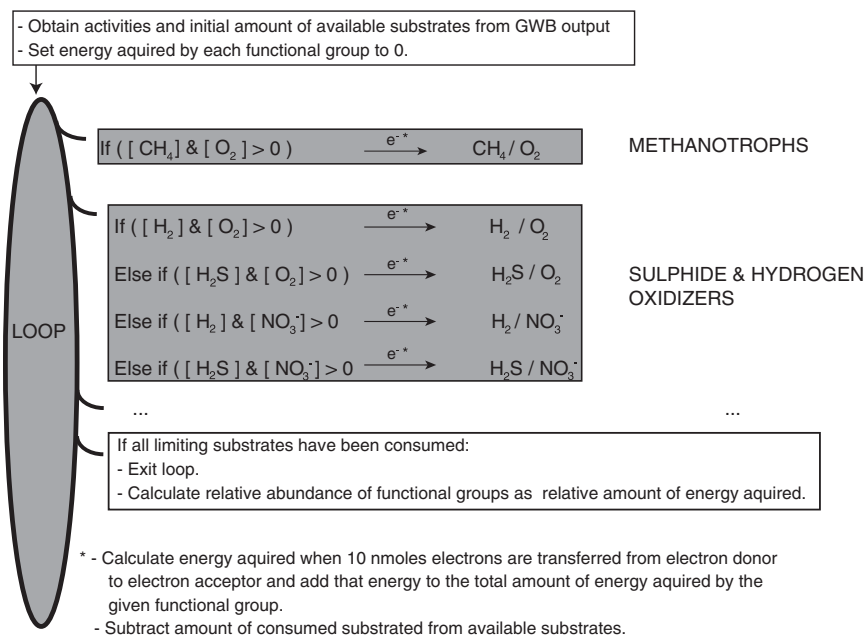 - Obtain activities and initial amount of available substrates from GWB output
- Set energy aquired by each functional group to 0.
If ( [ CH₄] & [ O₂ ] > 0 ) e⁻ * CH₄ / O₂ METHANOTROPHS
If ( [ H₂ ] & [ O₂] > 0 ) e⁻ * H₂ / O₂
Else if ( [ H₂S ] & [ O₂] > 0 ) e⁻ * H₂S / O₂ SULPHIDE & HYDROGEN
OXIDIZERS
LOOP Else if ( [ H₂ ] & [ NO₃⁻] > 0 e⁻ * H₂ / NO₃⁻
Else if ( [ H₂S ] & [ NO₃⁻] > 0 e⁻ * H₂S / NO₃⁻
... ...
If all limiting substrates have been consumed:
- Exit loop.
- Calculate relative abundance of functional groups as relative amount of energy aquired.
* - Calculate energy aquired when 10 nmoles electrons are transferred from electron donor
to electron acceptor and add that energy to the total amount of energy aquired by the
given functional group.
- Subtract amount of consumed substrated from available substrates.